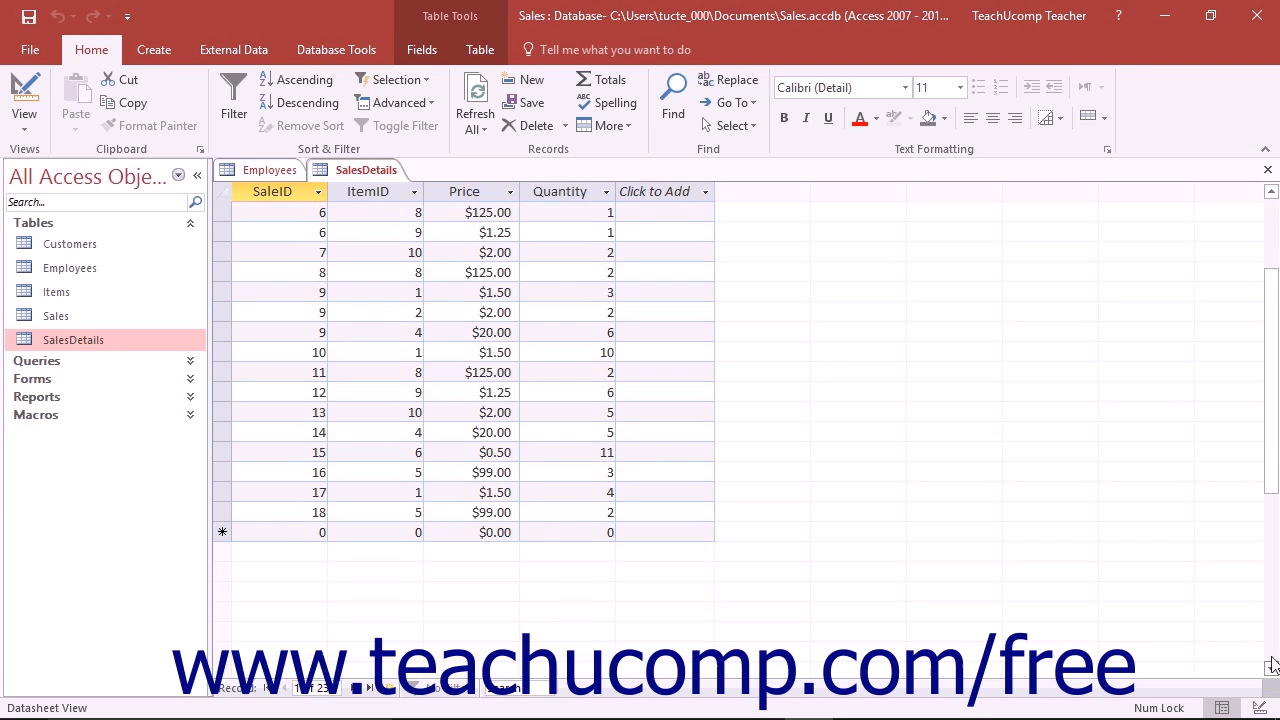 Table Tools
Sales : Database- C:\Users\tucte_000\Documents\Sales.accdb (Access 2007 - 201...
TeachUcomp Teacher
?
File
Home
Create
External Data
Database Tools
Fields
Table
Tell me what you want to do
View
Views
Paste
Cut
Copy
Format Painter
Clipboard
Filter
Ascending
Descending
Remove Sort
Selection
Advanced
Toggle Filter
Sort & Filter
Refresh
All
New
Save
Delete
Totals
Spelling
More
Records
Find
Replace
Go To
Select
Find
Calibri (Detail)
11
B I U
Text Formatting
All Access Obje...
Search...
Tables
Customers
Employees
Items
Sales
SalesDetails
Queries
Forms
Reports
Macros
Employees
SalesDetails
SaleID ItemID Price Quantity Click to Add
6 8 $125.00 1
6 9 $1.25 1
7 10 $2.00 2
8 8 $125.00 2
9 1 $1.50 3
9 2 $2.00 2
9 4 $20.00 6
10 1 $1.50 10
11 8 $125.00 2
12 9 $1.25 6
13 10 $2.00 5
14 4 $20.00 5
15 6 $0.50 11
16 5 $99.00 3
17 1 $1.50 4
18 5 $99.00 2
0 0 $0.00 0
www.teachucomp.com/free
Datasheet View
Num Lock